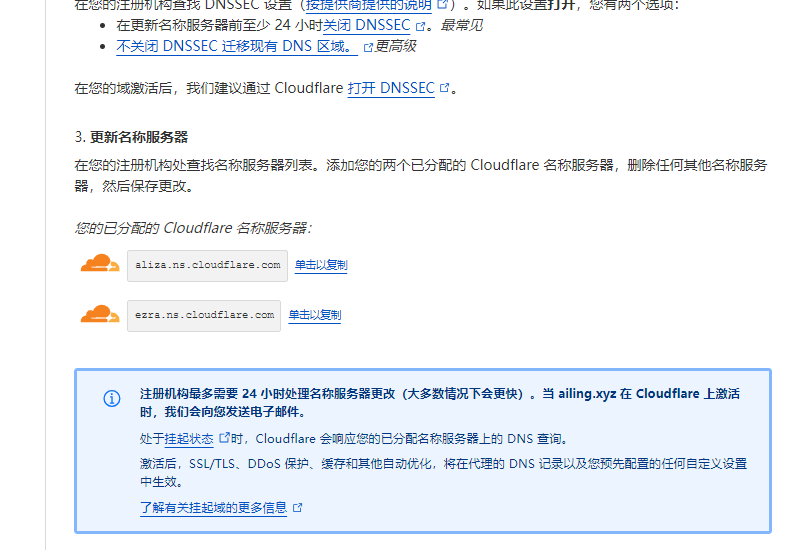 在您的注册机构查找 DNSSEC 设置（按提供商提供的说明）。如果此设置打开，您有两个选项：
• 在更新名称服务器前至少 24 小时关闭 DNSSEC 。最常见
• 不关闭 DNSSEC 迁移现有 DNS 区域。 更高级
在您的域激活后，我们建议通过 Cloudflare 打开 DNSSEC 。
3. 更新名称服务器
在您的注册机构处查找名称服务器列表。添加您的两个已分配的 Cloudflare 名称服务器，删除任何其他名称服务
器，然后保存更改。
您的已分配的 Cloudflare 名称服务器：
aliza.ns.cloudflare.com 单击以复制
ezra.ns.cloudflare.com 单击以复制
注册机构最多需要 24 小时处理名称服务器更改（大多数情况下会更快）。当 ailing.xyz 在 Cloudflare 上激活
时，我们会向您发送电子邮件。
处于挂起状态 时，Cloudflare 会响应您的已分配名称服务器上的 DNS 查询。
激活后，SSL/TLS、DDoS 保护、缓存和其他自动优化，将在代理的 DNS 记录以及您预先配置的任何自定义设置
中生效。
了解有关挂起域的更多信息